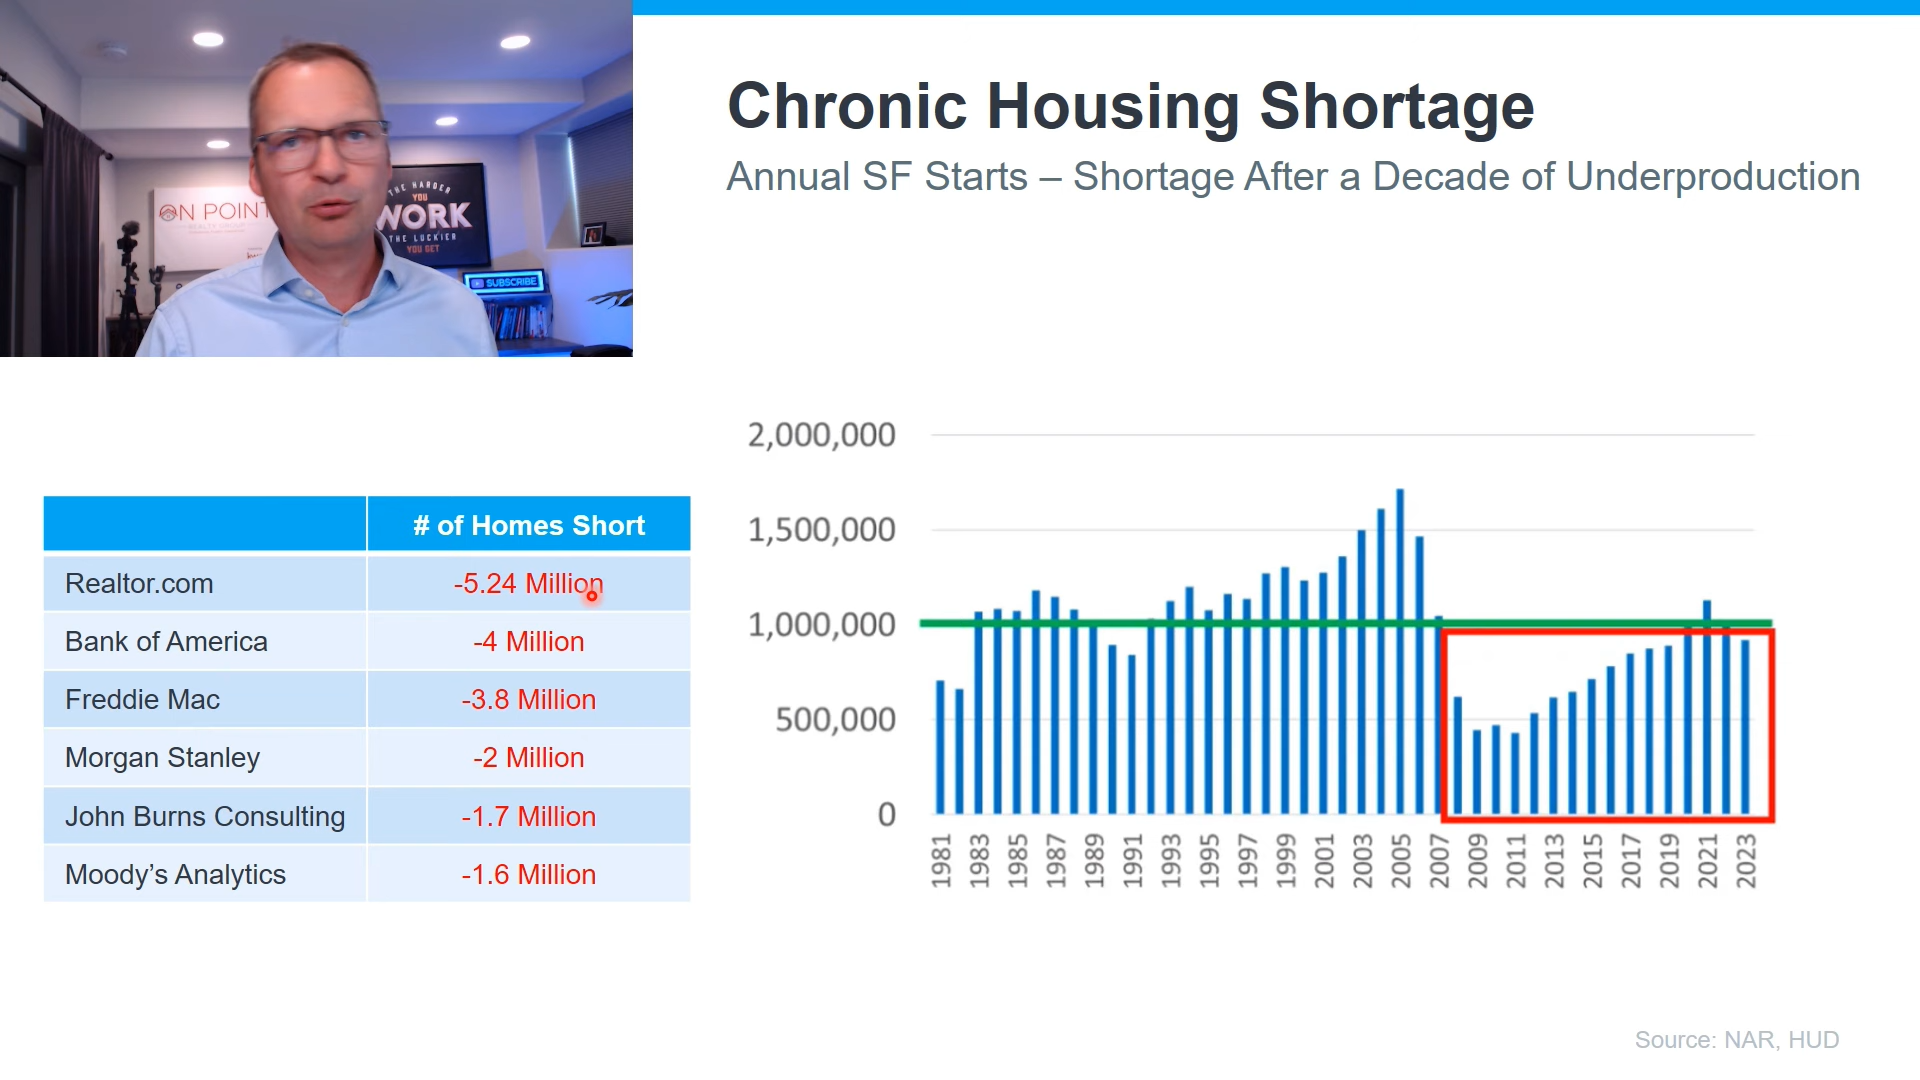 ON POINT
REALTY GROUP
THE HARDER
YOU
WORK
THE LUCKIER
YOU GET
SUBSCRIBE
Chronic Housing Shortage
Annual SF Starts – Shortage After a Decade of Underproduction
# of Homes Short
Realtor.com -5.24 Million
Bank of America -4 Million
Freddie Mac -3.8 Million
Morgan Stanley -2 Million
John Burns Consulting -1.7 Million
Moody’s Analytics -1.6 Million
2,000,000
1,500,000
1,000,000
500,000
0
1981 1983 1985 1987 1989 1991 1993 1995 1997 1999 2001 2003 2005 2007 2009 2011 2013 2015 2017 2019 2021 2023
Source: NAR, HUD